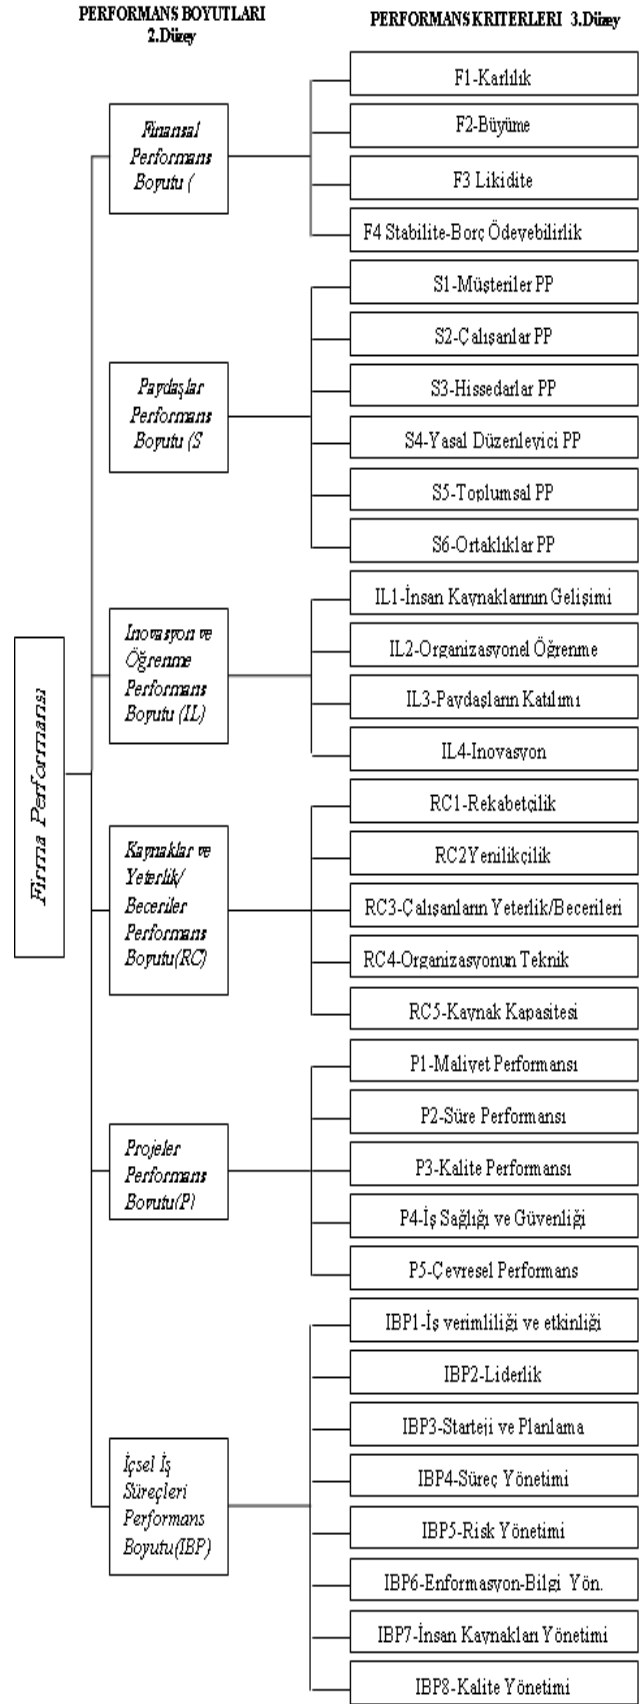 PERFORMANS BOYUTLARI
2.Düzey
PERFORMANS KRİTERLERİ 3.Düzey
Firma Performansı
Finansal
Performans
Boyutu (
F1-Karlılık
F2-Büyüme
F3 Likidite
F4 Stabilite-Borç Ödeyebilirlik
Paydaşlar
Performans
Boyutu (S
S1-Müşteriler PP
S2-Çalışanlar PP
S3-Hissedarlar PP
S4-Yasal Düzenleyici PP
S5-Toplumsal PP
S6-Ortaklıklar PP
Inovasyon ve
Öğrenme
Performans
Boyutu (IL)
IL1-İnsan Kaynaklarının Gelişimi
IL2-Organizasyonel Öğrenme
IL3-Paydaşların Katılımı
IL4-Inovasyon
Kaynaklar ve
Yeterlik/
Beceriler
Performans
Boyutu(RC)
RC1-Rekabetçilik
RC2Yenilikçilik
RC3-Çalışanların Yeterlik/Becerileri
RC4-Organizasyonun Teknik
RC5-Kaynak Kapasitesi
Projeler
Performans
Boyutu(P)
P1-Maliyet Performansı
P2-Süre Performansı
P3-Kalite Performansı
P4-İş Sağlığı ve Güvenliği
P5-Çevresel Performans
İçsel İş
Süreçleri
Performans
Boyutu(IBP)
IBP1-İş verimliliği ve etkinliği
IBP2-Liderlik
IBP3-Starteji ve Planlama
IBP4-Süreç Yönetimi
IBP5-Risk Yönetimi
IBP6-Enformasyon-Bilgi Yön.
IBP7-İnsan Kaynakları Yönetimi
IBP8-Kalite Yönetimi